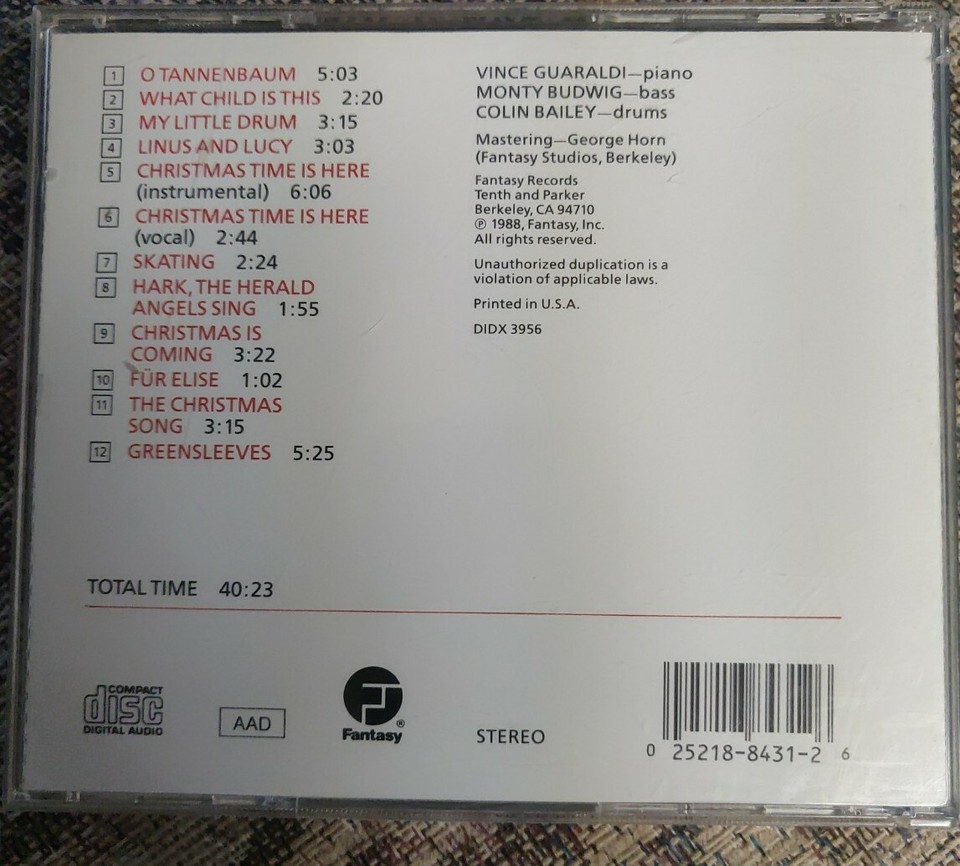 1 O TANNENBAUM 5:03
2 WHAT CHILD IS THIS 2:20
3 MY LITTLE DRUM 3:15
4 LINUS AND LUCY 3:03
5 CHRISTMAS TIME IS HERE
(instrumental) 6:06
6 CHRISTMAS TIME IS HERE
(vocal) 2:44
7 SKATING 2:24
8 HARK, THE HERALD
ANGELS SING 1:55
9 CHRISTMAS IS
COMING 3:22
10 FÜR ELISE 1:02
11 THE CHRISTMAS
SONG 3:15
12 GREENSLEEVES 5:25
TOTAL TIME 40:23
VINCE GUARALDI—piano
MONTY BUDWIG—bass
COLIN BAILEY—drums
Mastering—George Horn
(Fantasy Studios, Berkeley)
Fantasy Records
Tenth and Parker
Berkeley, CA 94710
℗ 1988, Fantasy, Inc.
All rights reserved.
Unauthorized duplication is a
violation of applicable laws.
Printed in U.S.A.
DIDX 3956
COMPACT
disc
DIGITAL AUDIO
AAD
Fantasy®
STEREO
0 25218-8431-2 6